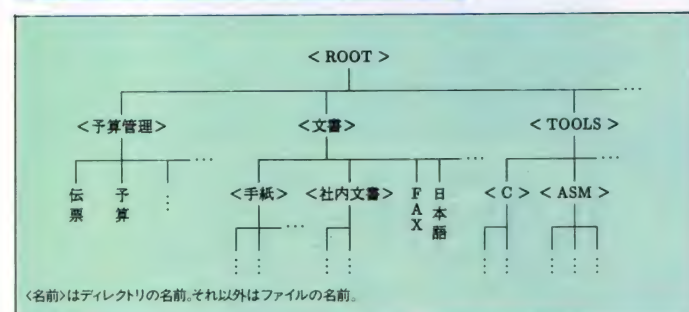 < ROOT >
<予算管理> <文書> < TOOLS >
伝票 予算 <手紙> <社内文書> FAX 日本語 < C > < ASM >
<名前>はディレクトリの名前。それ以外はファイルの名前。